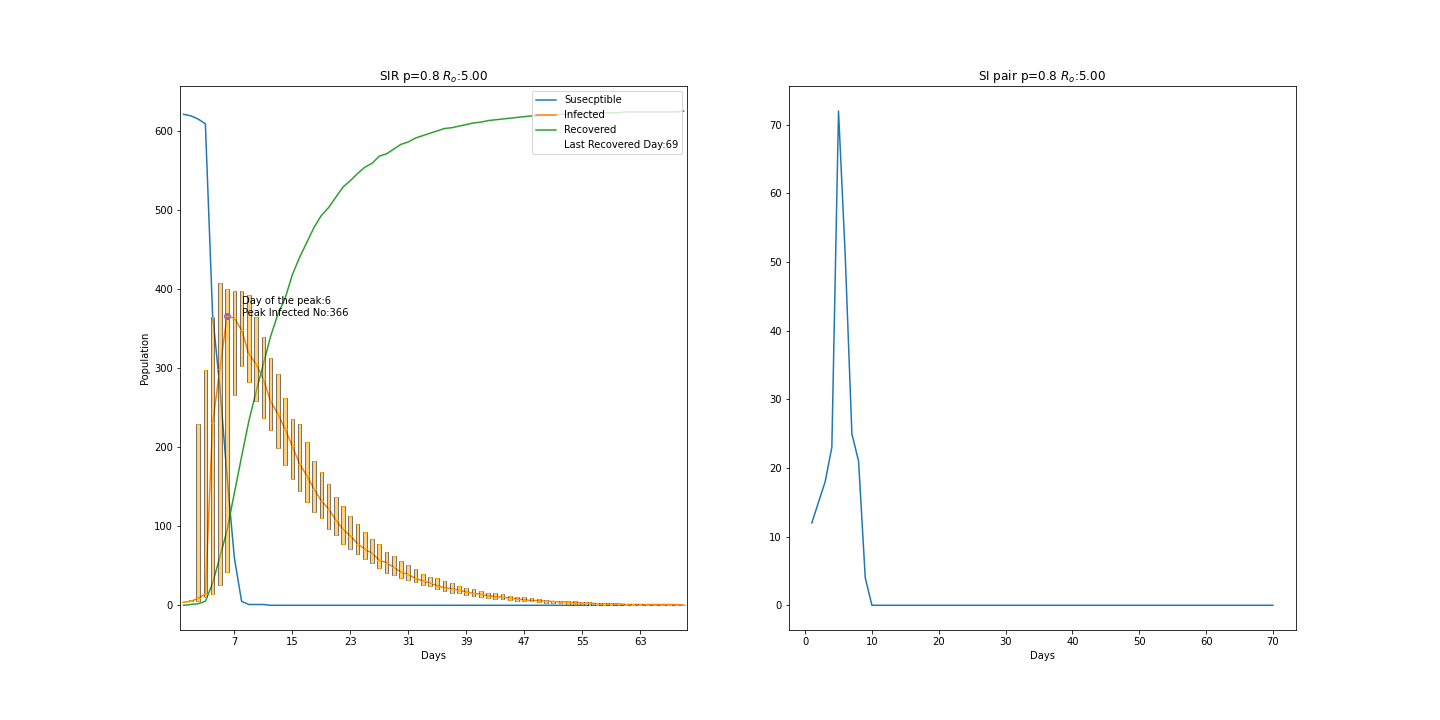 SIR p=0.8 Rₒ:5.00
Susecptible
Infected
Recovered
Last Recovered Day:69
Day of the peak:6
Peak Infected No:366
Population
600
500
400
300
200
100
0
7 15 23 31 39 47 55 63
Days
SI pair p=0.8 Rₒ:5.00
70
60
50
40
30
20
10
0
0 10 20 30 40 50 60 70
Days